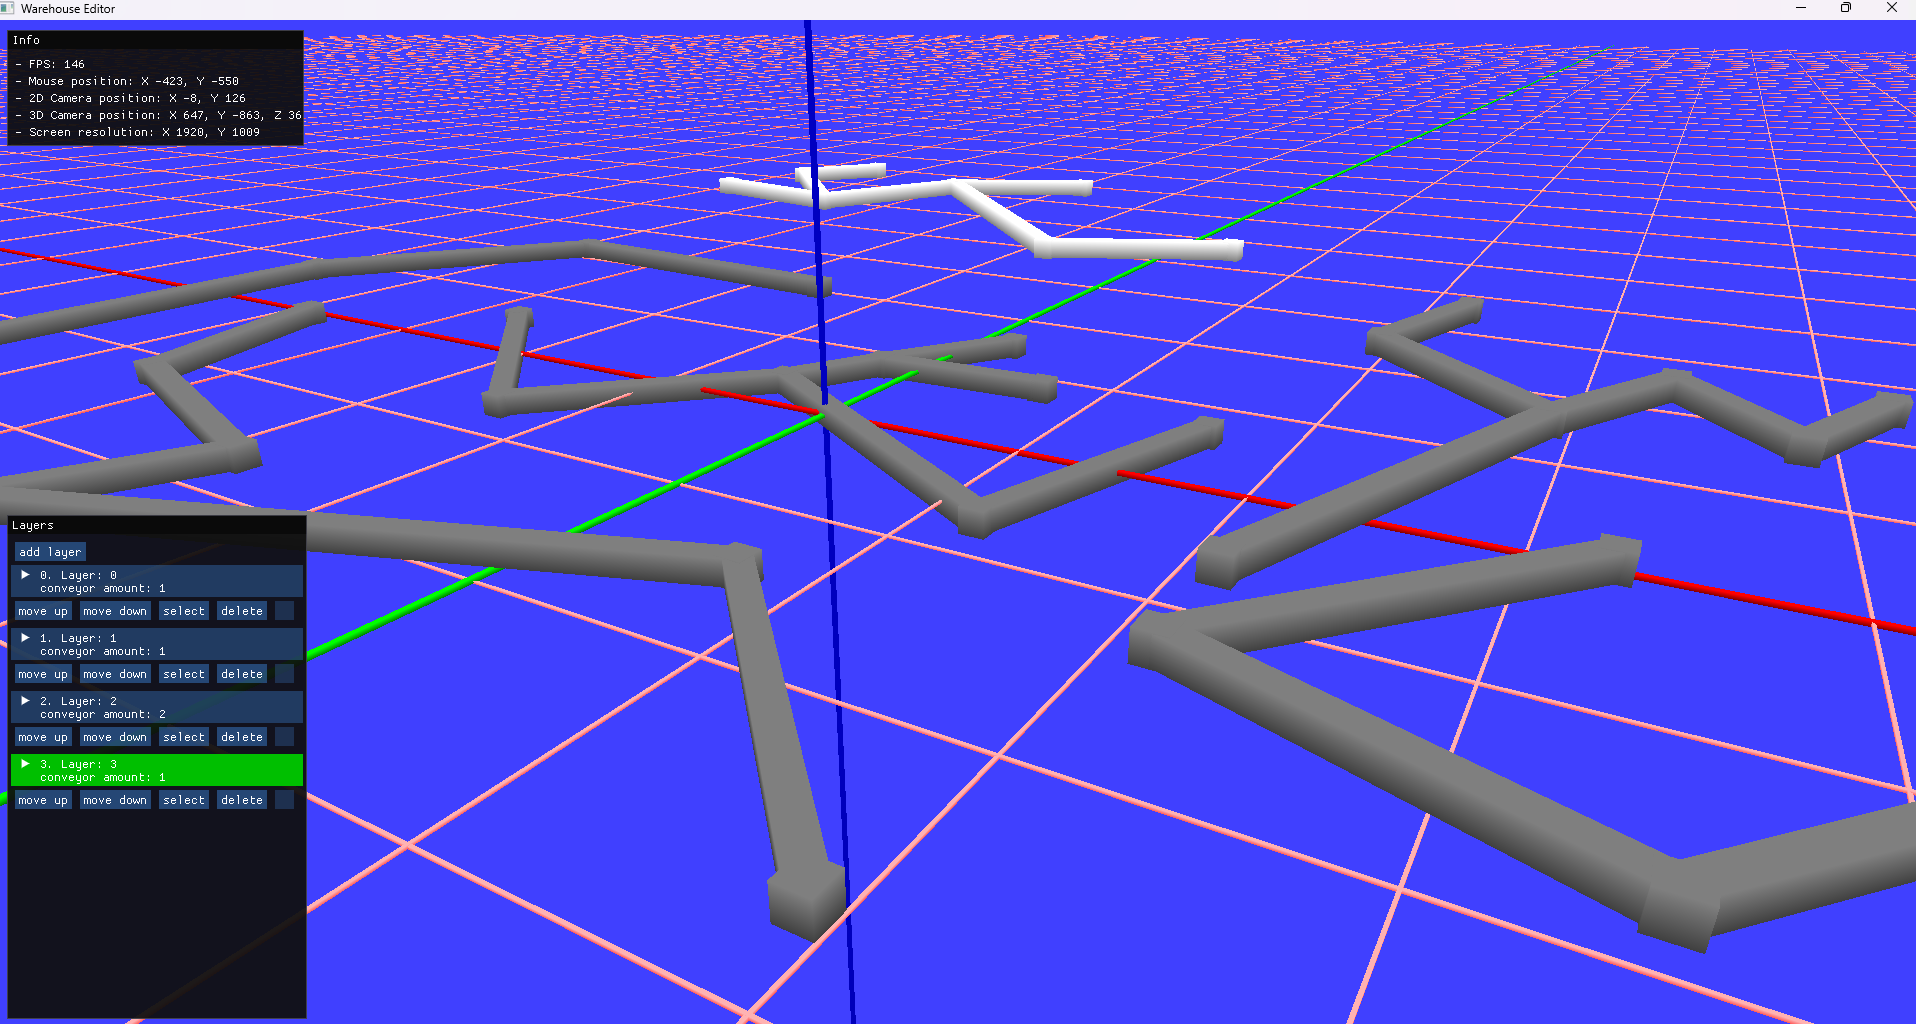 Warehouse Editor
Info
- FPS: 146
- Mouse position: X -423, Y -550
- 2D Camera position: X -8, Y 126
- 3D Camera position: X 647, Y -863, Z 36
- Screen resolution: X 1920, Y 1009
Layers
add layer
0. Layer: 0
conveyor amount: 1
move up move down select delete
1. Layer: 1
conveyor amount: 1
move up move down select delete
2. Layer: 2
conveyor amount: 2
move up move down select delete
3. Layer: 3
conveyor amount: 1
move up move down select delete